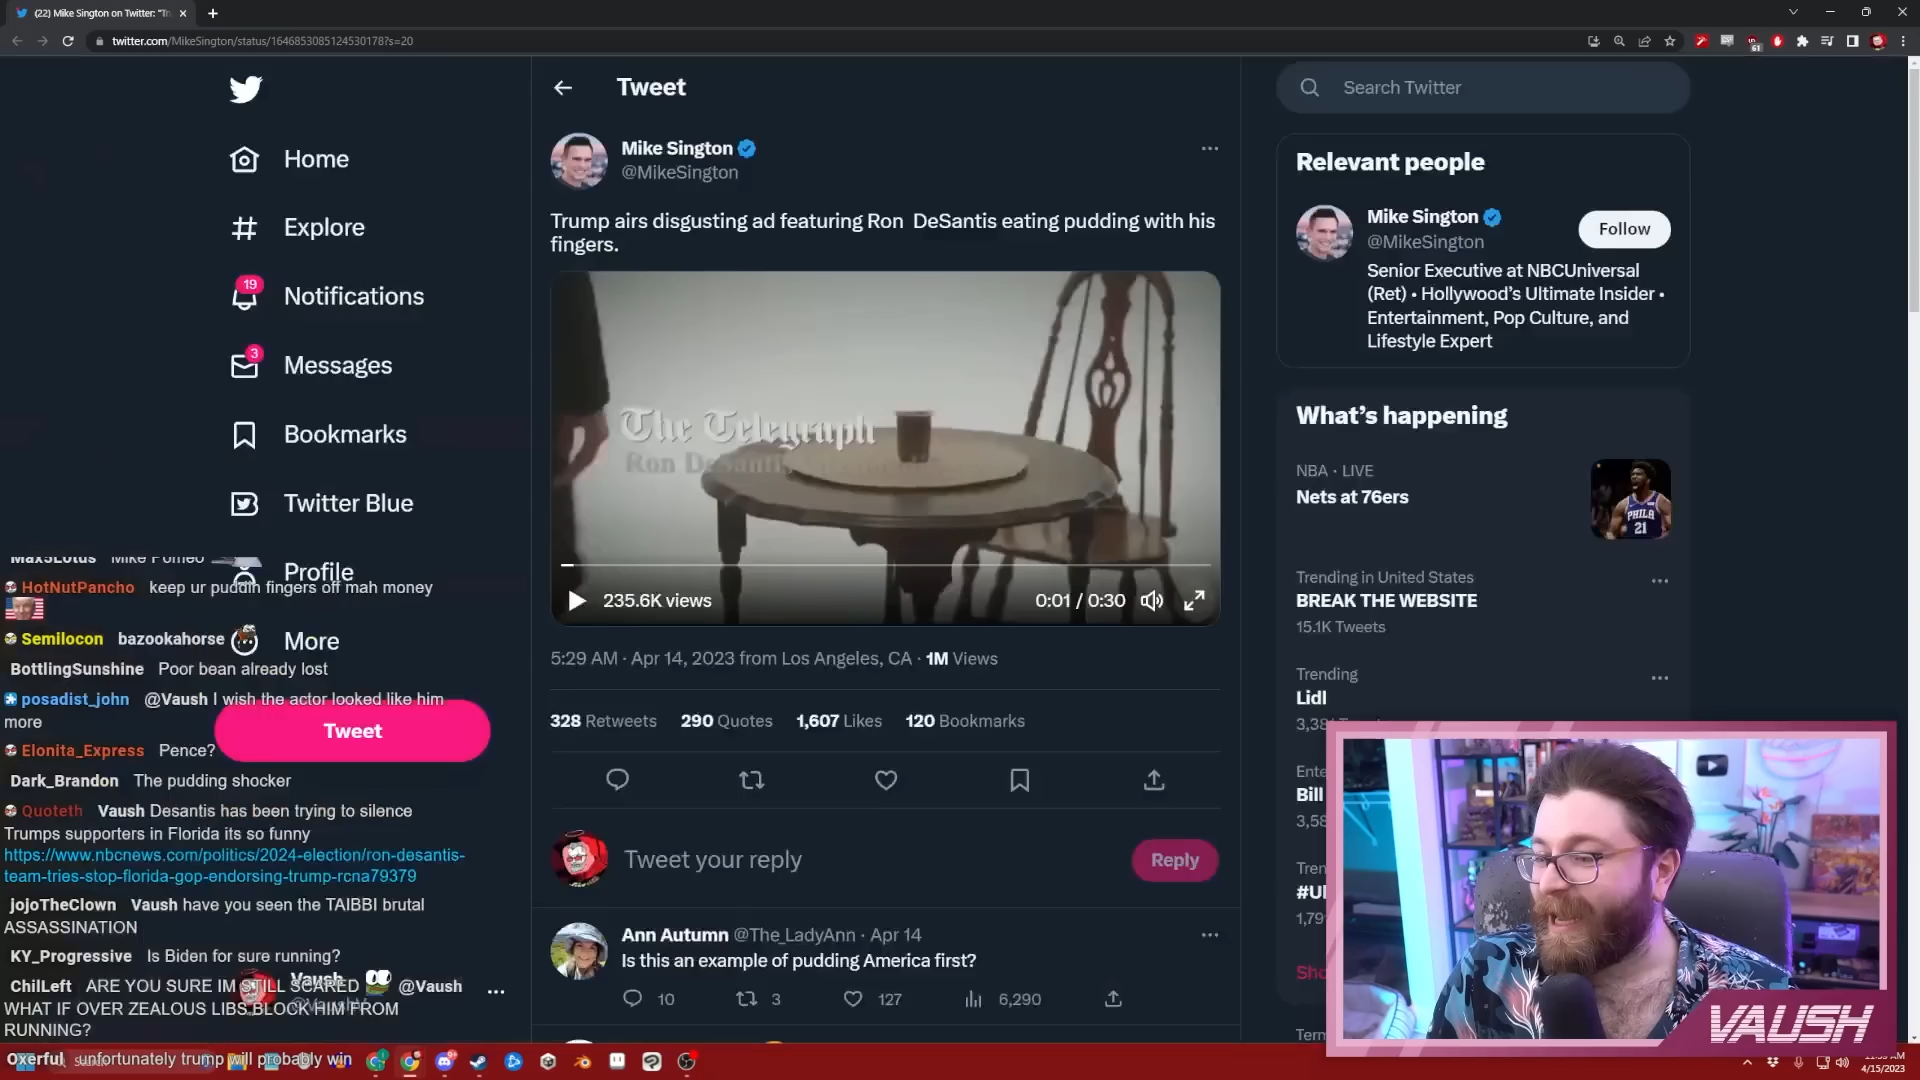 (22) Mike Sington on Twitter: "Tr
twitter.com/MikeSington/status/1646853085124530178?s=20
61
Home
Explore
19
Notifications
3
Messages
Bookmarks
Twitter Blue
Profile
More
Tweet
Vaush
Tweet
Mike Sington
@MikeSington
Trump airs disgusting ad featuring Ron DeSantis eating pudding with his
fingers.
The Telegraph
Ron DeSantis
235.6K views
0:01 / 0:30
5:29 AM · Apr 14, 2023 from Los Angeles, CA · 1M Views
328 Retweets 290 Quotes 1,607 Likes 120 Bookmarks
Tweet your reply
Reply
Ann Autumn @The_LadyAnn · Apr 14
Is this an example of pudding America first?
10 3 127 6,290
Search Twitter
Relevant people
Mike Sington
@MikeSington
Follow
Senior Executive at NBCUniversal
(Ret) • Hollywood's Ultimate Insider •
Entertainment, Pop Culture, and
Lifestyle Expert
What's happening
NBA · LIVE
Nets at 76ers
PHILA
21
Trending in United States
BREAK THE WEBSITE
15.1K Tweets
Trending
Lidl
Bill
Max5Lotus Mike Pomeo
HotNutPancho keep ur puddin fingers off mah money
Semilocon bazookahorse
BottlingSunshine Poor bean already lost
posadist_john @Vaush I wish the actor looked like him
more
Elonita_Express Pence?
Dark_Brandon The pudding shocker
Quoteth Vaush Desantis has been trying to silence
Trumps supporters in Florida its so funny
https://www.nbcnews.com/politics/2024-election/ron-desantis-
team-tries-stop-florida-gop-endorsing-trump-rcna79379
jojoTheClown Vaush have you seen the TAIBBI brutal
ASSASSINATION
KY_Progressive Is Biden for sure running?
ChilLeft ARE YOU SURE IM STILL SCARED @Vaush
WHAT IF OVER ZEALOUS LIBS BLOCK HIM FROM
RUNNING?
Oxerful unfortunately trump will probably win
VAUSH
4/15/2023